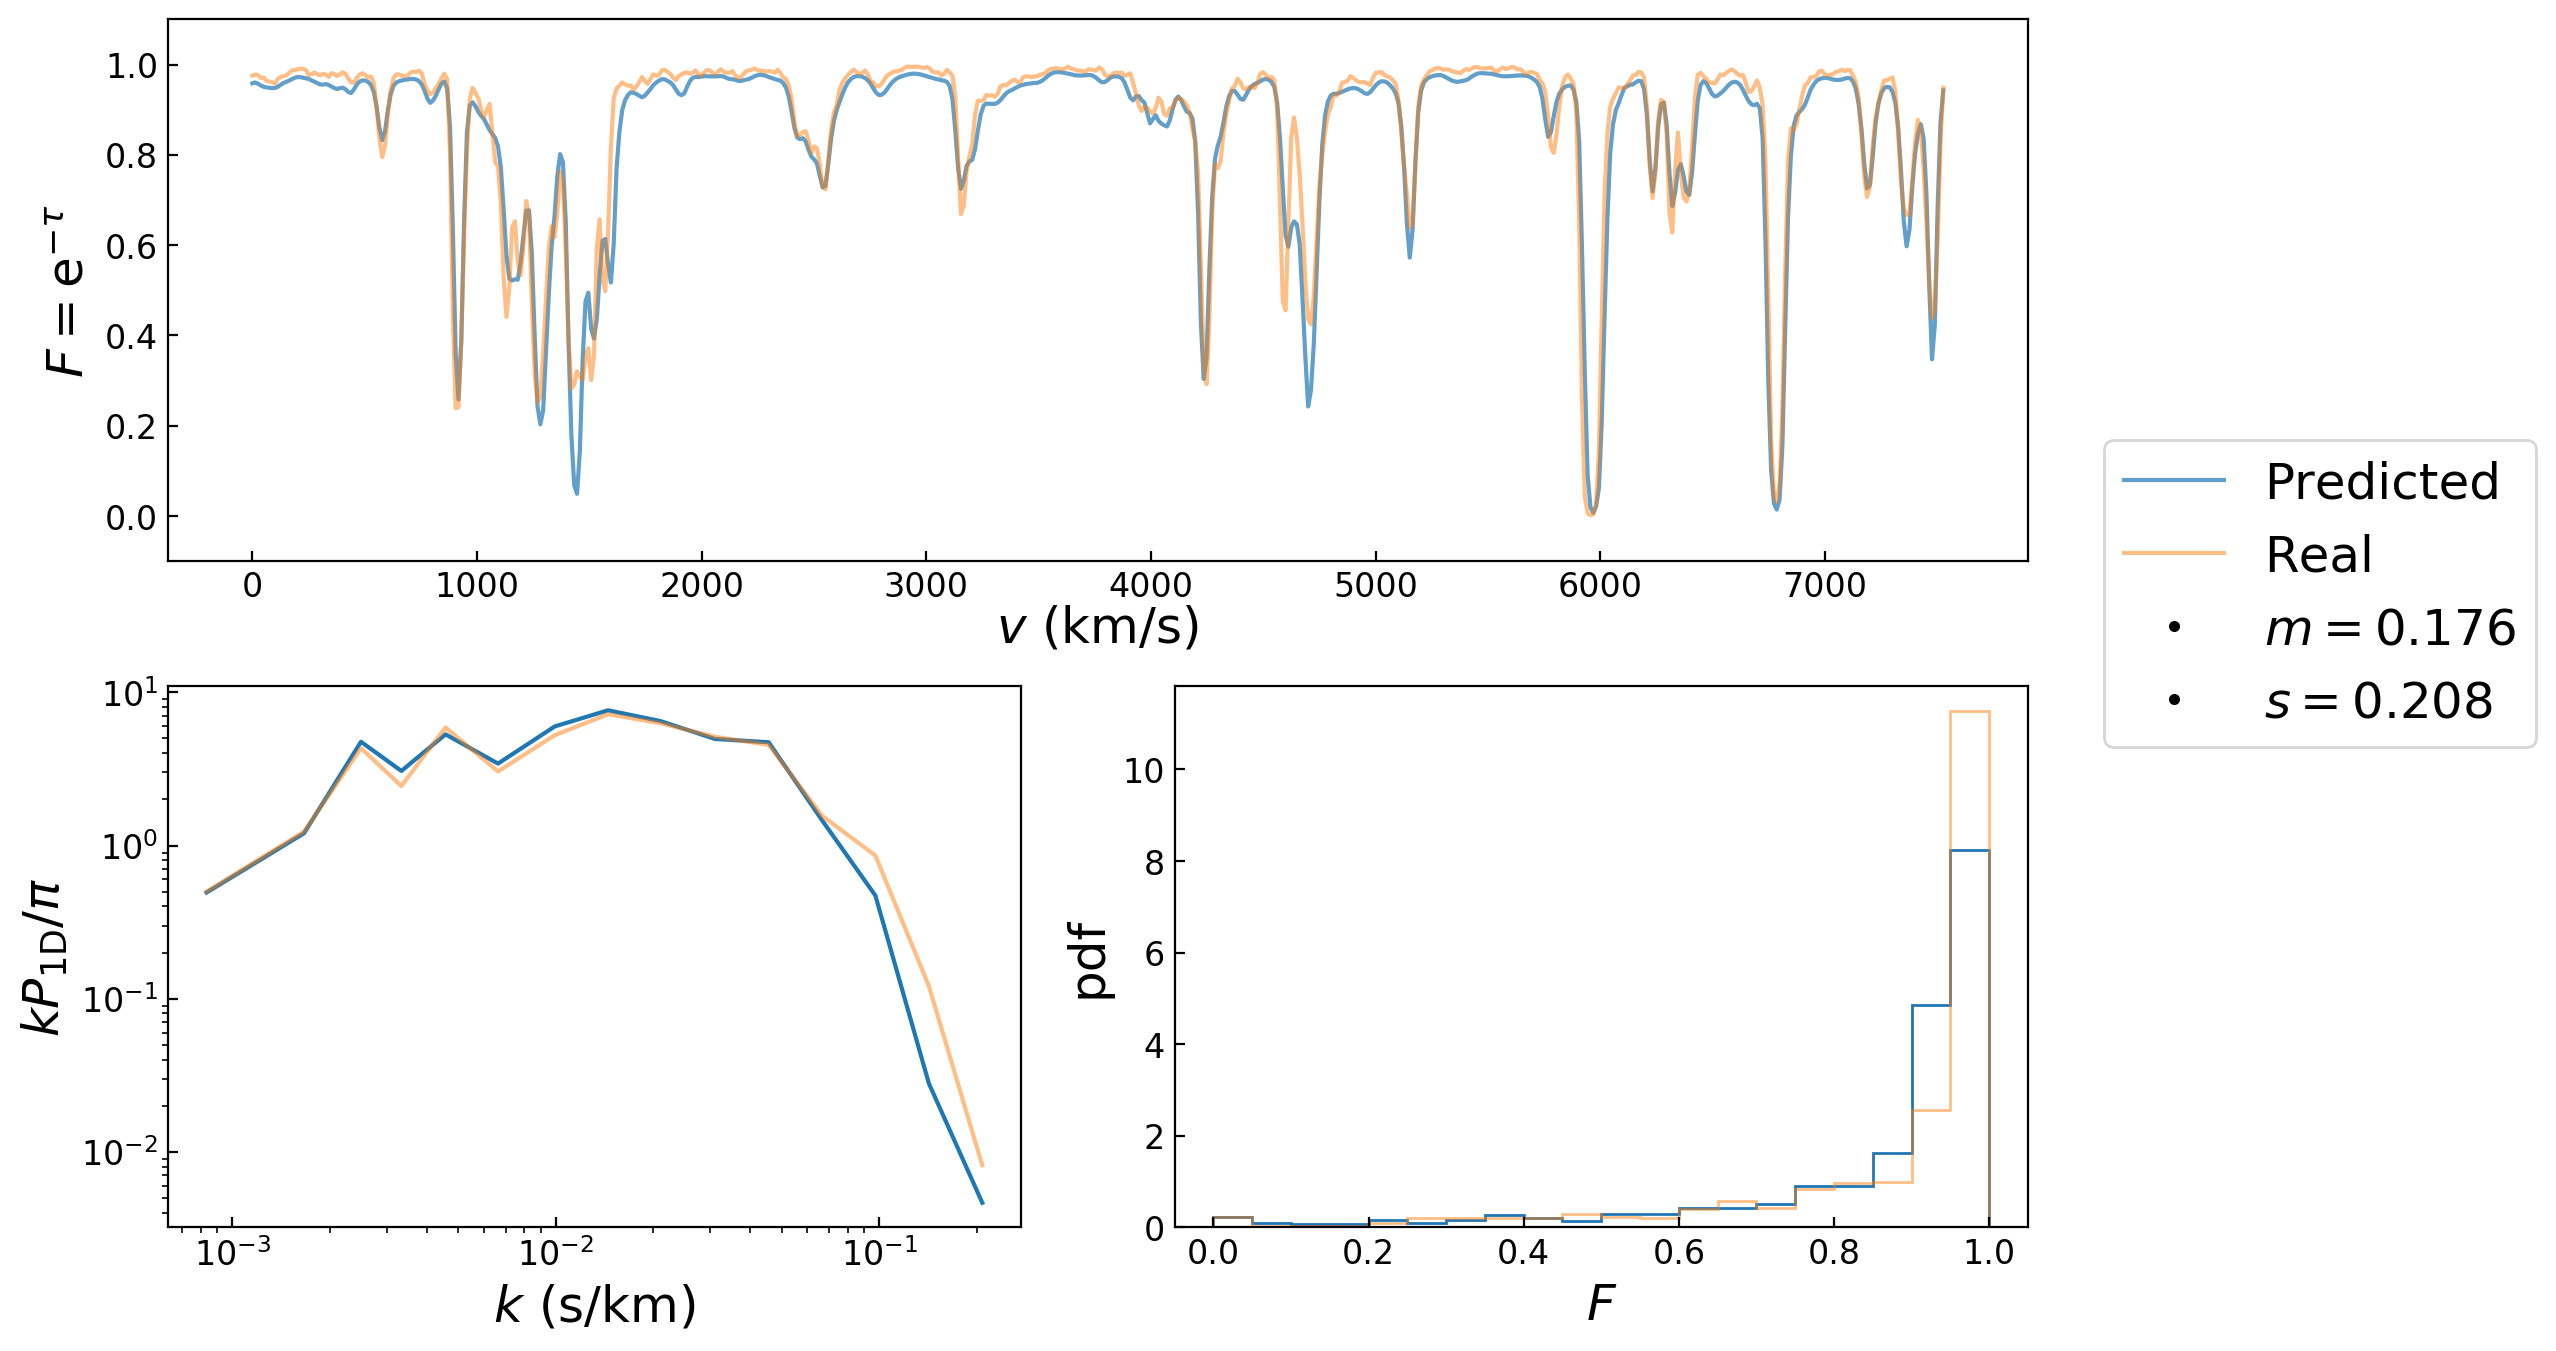 1.0
0.8
0.6
0.4
0.2
0.0
F = e^{−τ}
0 1000 2000 3000 4000 5000 6000 7000
v (km/s)
Predicted
Real
• m = 0.176
• s = 0.208
10^1
10^0
10^{−1}
10^{−2}
kP_{1D}/π
10^{−3} 10^{−2} 10^{−1}
k (s/km)
10
8
6
4
2
0
pdf
0.0 0.2 0.4 0.6 0.8 1.0
F